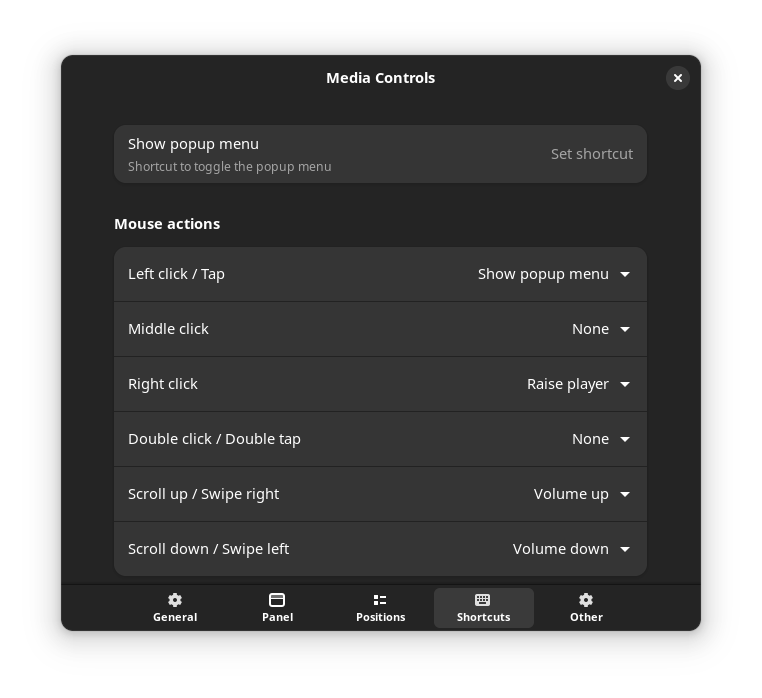 Media Controls
Show popup menu
Shortcut to toggle the popup menu
Set shortcut
Mouse actions
Left click / Tap
Show popup menu
Middle click
None
Right click
Raise player
Double click / Double tap
None
Scroll up / Swipe right
Volume up
Scroll down / Swipe left
Volume down
General
Panel
Positions
Shortcuts
Other